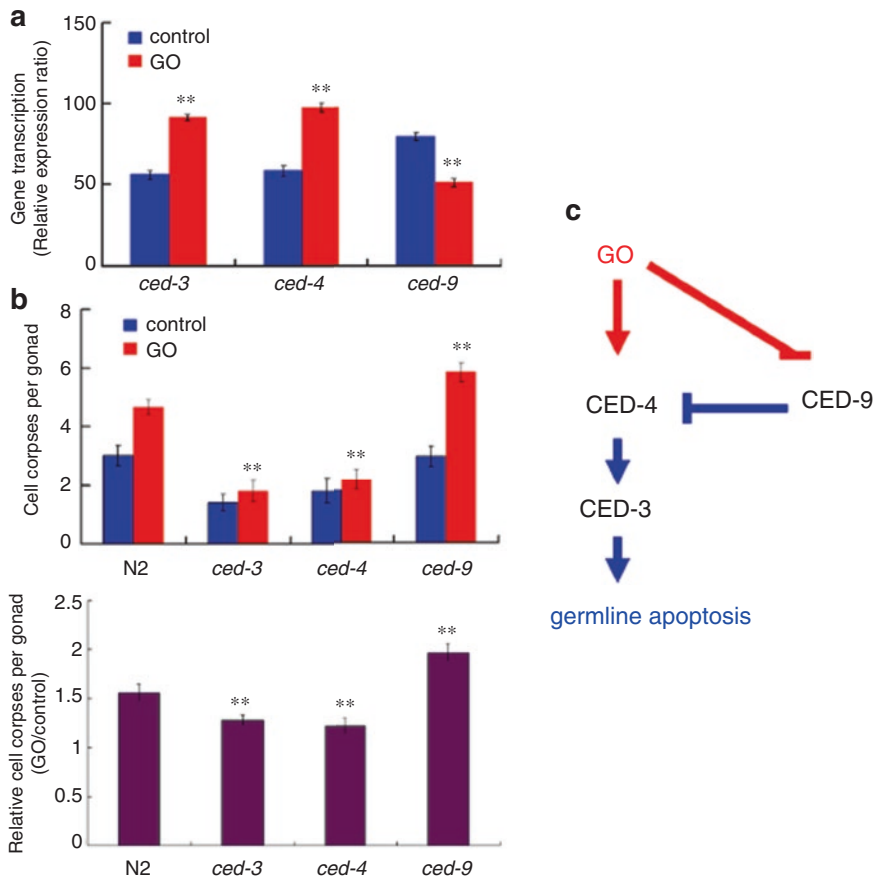 a
Gene transcription
(Relative expression ratio)
150
100
50
0
control
GO
**
**
**
ced-3 ced-4 ced-9
b
Cell corpses per gonad
8
6
4
2
0
control
GO
**
**
**
N2 ced-3 ced-4 ced-9
Relative cell corpses per gonad
(GO/control)
2.5
2
1.5
1
0.5
0
**
**
**
N2 ced-3 ced-4 ced-9
c
GO
CED-4
CED-9
CED-3
germline apoptosis